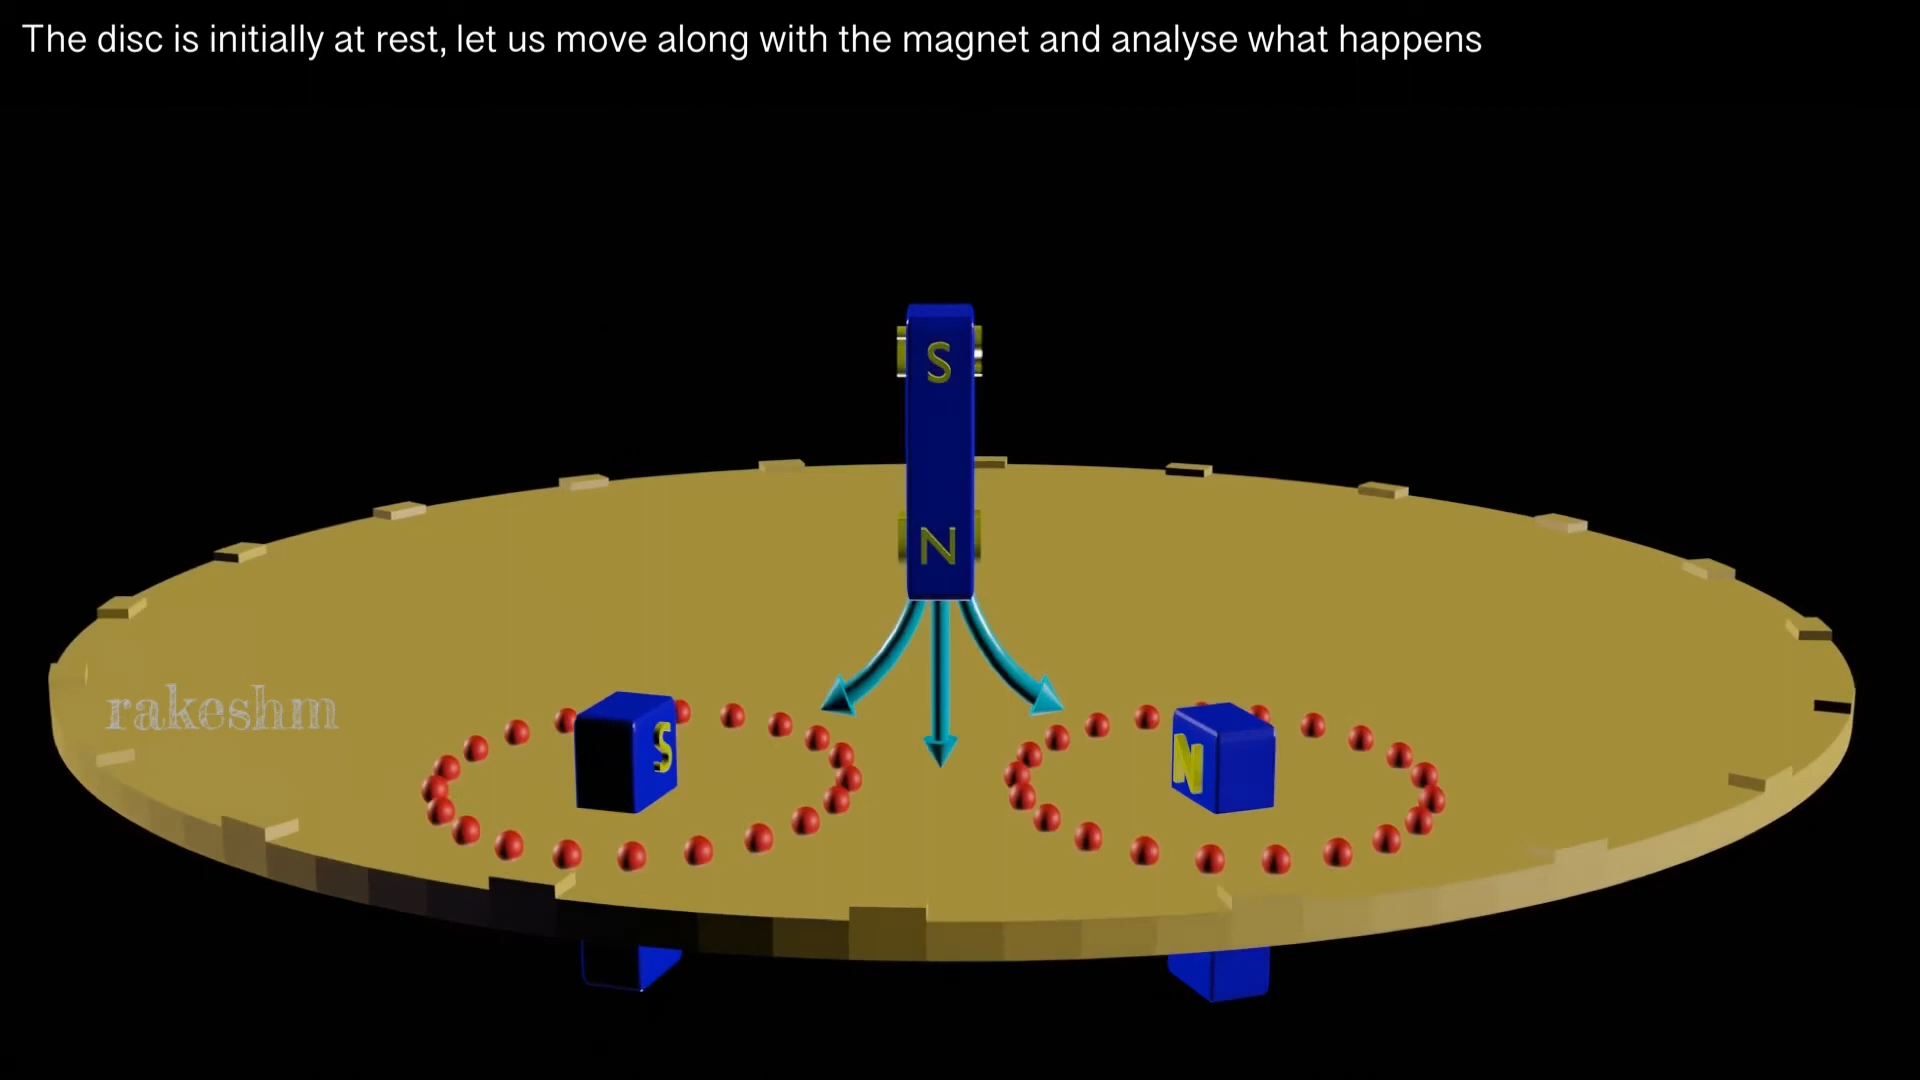 The disc is initially at rest, let us move along with the magnet and analyse what happens
S
N
rakeshm
S
N